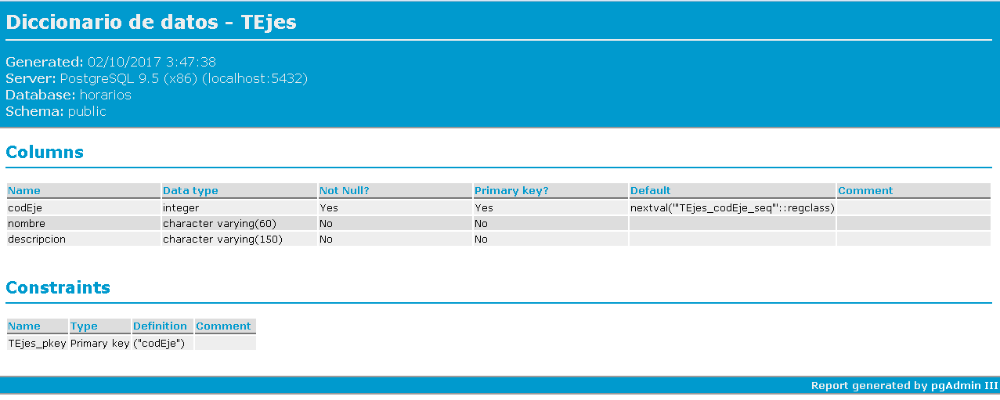 Diccionario de datos - TEjes
Generated: 02/10/2017 3:47:38
Server: PostgreSQL 9.5 (x86) (localhost:5432)
Database: horarios
Schema: public
Columns
Name Data type Not Null? Primary key? Default Comment
codEje integer Yes Yes nextval('"TEjes_codEje_seq"'::regclass)
nombre character varying(60) No No
descripcion character varying(150) No No
Constraints
Name Type Definition Comment
TEjes_pkey Primary key ("codEje")
Report generated by pgAdmin III